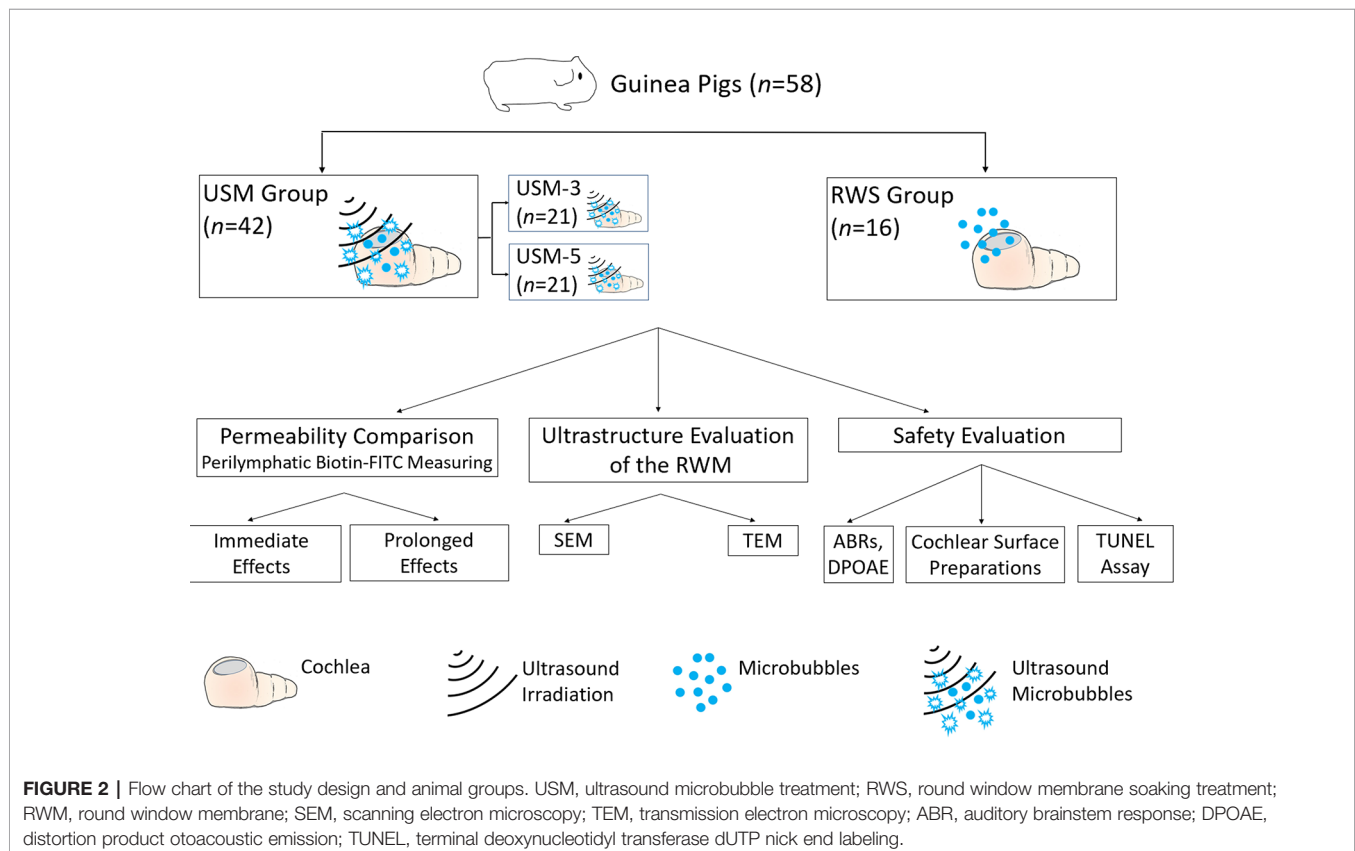 Guinea Pigs (n=58)
USM Group
(n=42)
USM-3
(n=21)
USM-5
(n=21)
RWS Group
(n=16)
Permeability Comparison
Perilymphatic Biotin-FITC Measuring
Ultrastructure Evaluation
of the RWM
Safety Evaluation
Immediate
Effects
Prolonged
Effects
SEM
TEM
ABRs,
DPOAE
Cochlear Surface
Preparations
TUNEL
Assay
Cochlea
Ultrasound
Irradiation
Microbubbles
Ultrasound
Microbubbles
FIGURE 2 | Flow chart of the study design and animal groups. USM, ultrasound microbubble treatment; RWS, round window membrane soaking treatment;
RWM, round window membrane; SEM, scanning electron microscopy; TEM, transmission electron microscopy; ABR, auditory brainstem response; DPOAE,
distortion product otoacoustic emission; TUNEL, terminal deoxynucleotidyl transferase dUTP nick end labeling.